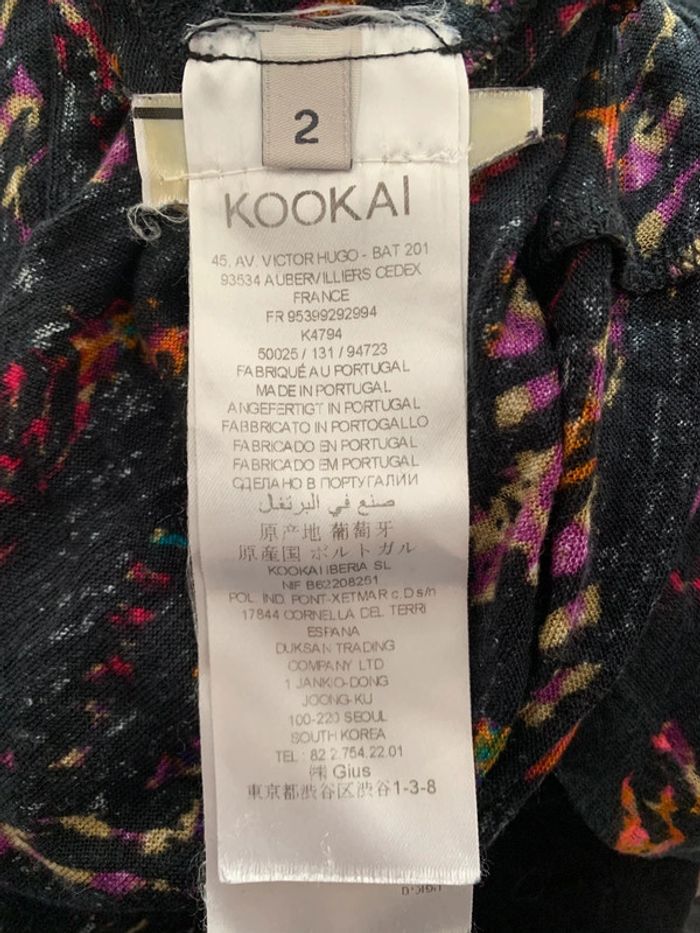 2
KOOKAI
45, AV. VICTOR HUGO - BAT 201
93534 AUBERVILLIERS CEDEX
FRANCE
FR 95399292994
K4794
50025 / 131 / 94723
FABRIQUÉ AU PORTUGAL
MADE IN PORTUGAL
ANGEFERTIGT IN PORTUGAL
FABBRICATO IN PORTOGALLO
FABRICADO EN PORTUGAL
FABRICADO EM PORTUGAL
СДЕЛАНО В ПОРТУГАЛИИ
صنع في البرتغال
原产地 葡萄牙
原産国 ポルトガル
KOOKAI IBERIA SL
NIF B62208251
POL. IND. PONT-XETMAR c.D s/n
17844 CORNELLA DEL TERRI
ESPANA
DUKSAN TRADING
COMPANY LTD
1 JANKIO-DONG
JOONG-KU
100-220 SEOUL
SOUTH KOREA
TEL : 82 2.754.22.01
㈱ Gius
東京都渋谷区渋谷1-3-8